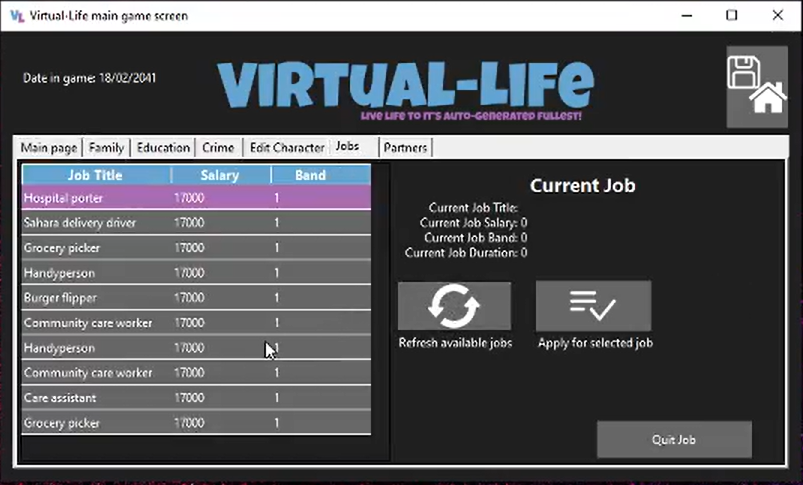 VL Virtual-Life main game screen
Date in game: 18/02/2041
VIRTUAL-LIFE
LIVE LIFE TO IT'S AUTO-GENERATED FULLEST!
Main page Family Education Crime Edit Character Jobs Partners
Job Title Salary Band
Hospital porter 17000 1
Sahara delivery driver 17000 1
Grocery picker 17000 1
Handyperson 17000 1
Burger flipper 17000 1
Community care worker 17000 1
Handyperson 17000 1
Community care worker 17000 1
Care assistant 17000 1
Grocery picker 17000 1
Current Job
Current Job Title:
Current Job Salary: 0
Current Job Band: 0
Current Job Duration: 0
Refresh available jobs Apply for selected job
Quit Job